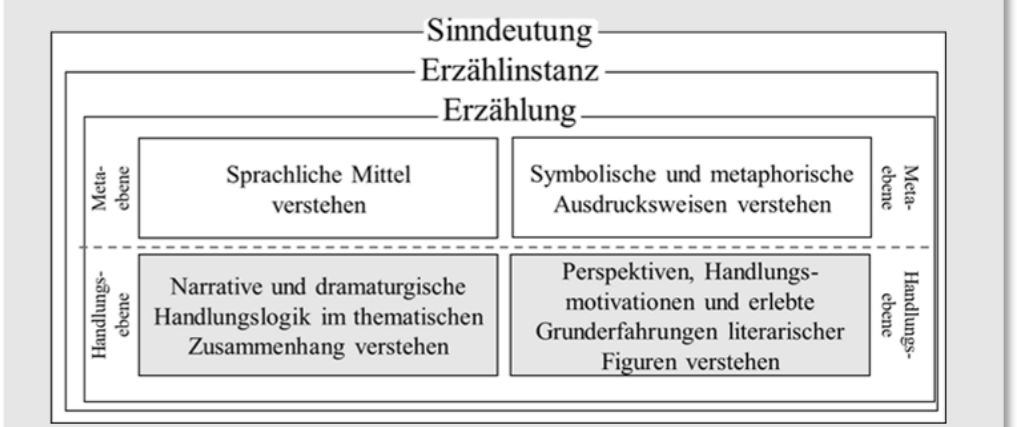 Sinndeutung
Erzählinstanz
Erzählung
Meta-
ebene
Sprachliche Mittel
verstehen
Symbolische und metaphorische
Ausdrucksweisen verstehen
Meta-
ebene
Handlungs-
ebene
Narrative und dramaturgische
Handlungslogik im thematischen
Zusammenhang verstehen
Perspektiven, Handlungs-
motivationen und erlebte
Grunderfahrungen literarischer
Figuren verstehen
Handlungs-
ebene